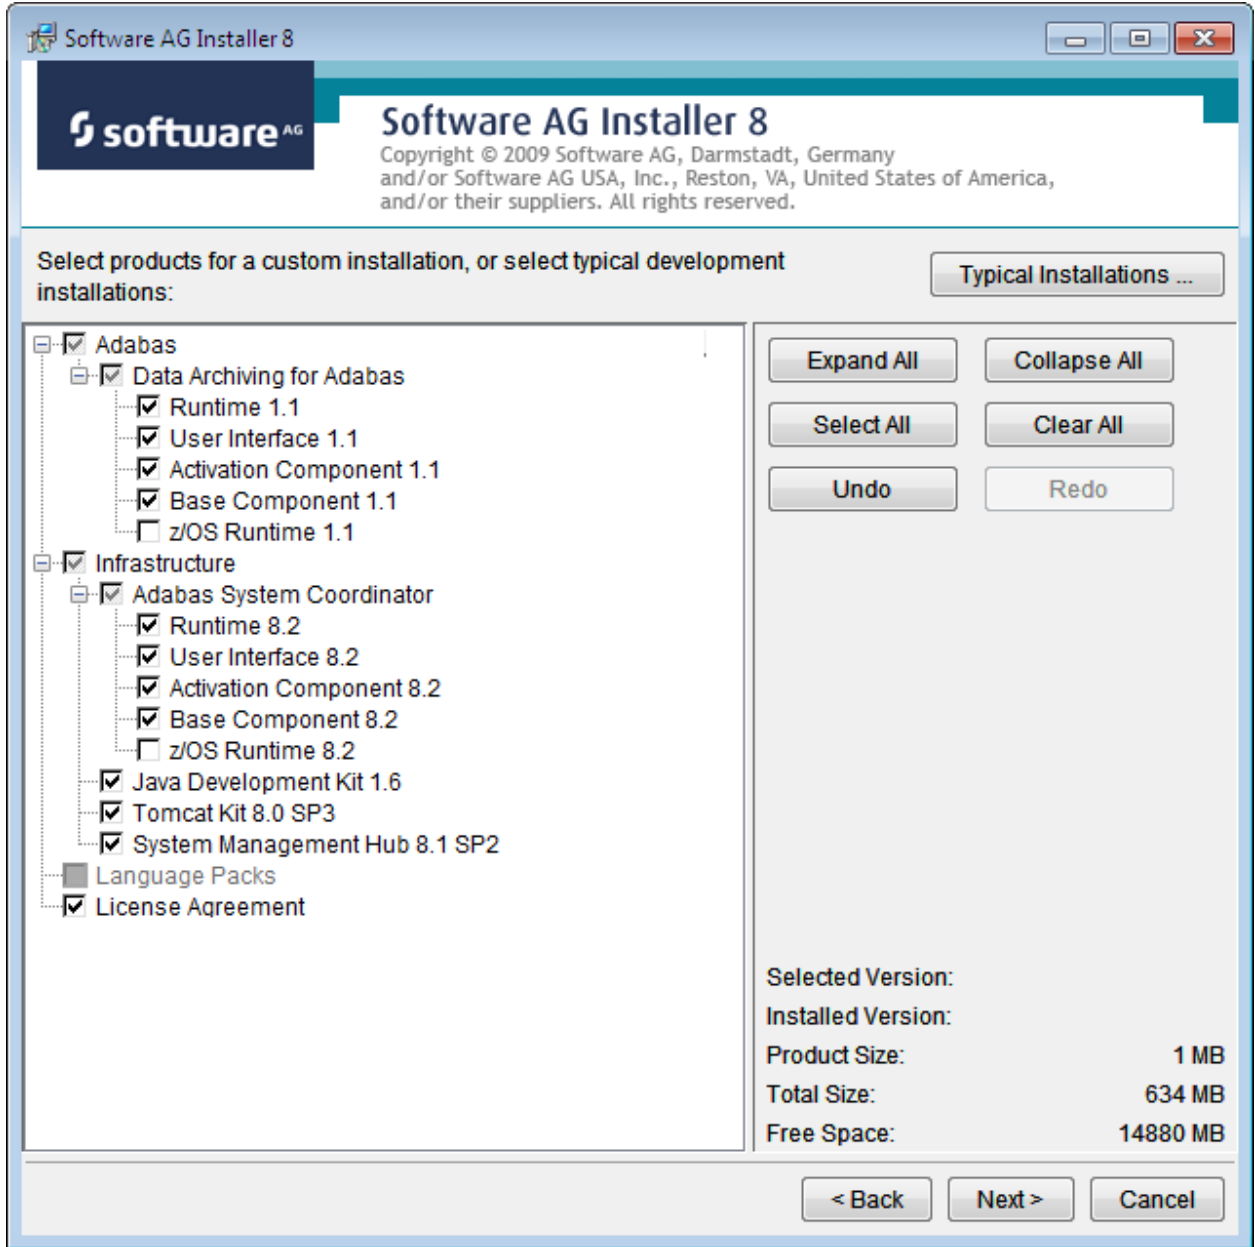 Software AG Installer 8
software AG
Software AG Installer 8
Copyright © 2009 Software AG, Darmstadt, Germany
and/or Software AG USA, Inc., Reston, VA, United States of America,
and/or their suppliers. All rights reserved.
Select products for a custom installation, or select typical development
installations:
Typical Installations ...
Adabas
Data Archiving for Adabas
Runtime 1.1
User Interface 1.1
Activation Component 1.1
Base Component 1.1
z/OS Runtime 1.1
Infrastructure
Adabas System Coordinator
Runtime 8.2
User Interface 8.2
Activation Component 8.2
Base Component 8.2
z/OS Runtime 8.2
Java Development Kit 1.6
Tomcat Kit 8.0 SP3
System Management Hub 8.1 SP2
Language Packs
License Agreement
Expand All
Collapse All
Select All
Clear All
Undo
Redo
Selected Version:
Installed Version:
Product Size: 1 MB
Total Size: 634 MB
Free Space: 14880 MB
< Back
Next >
Cancel